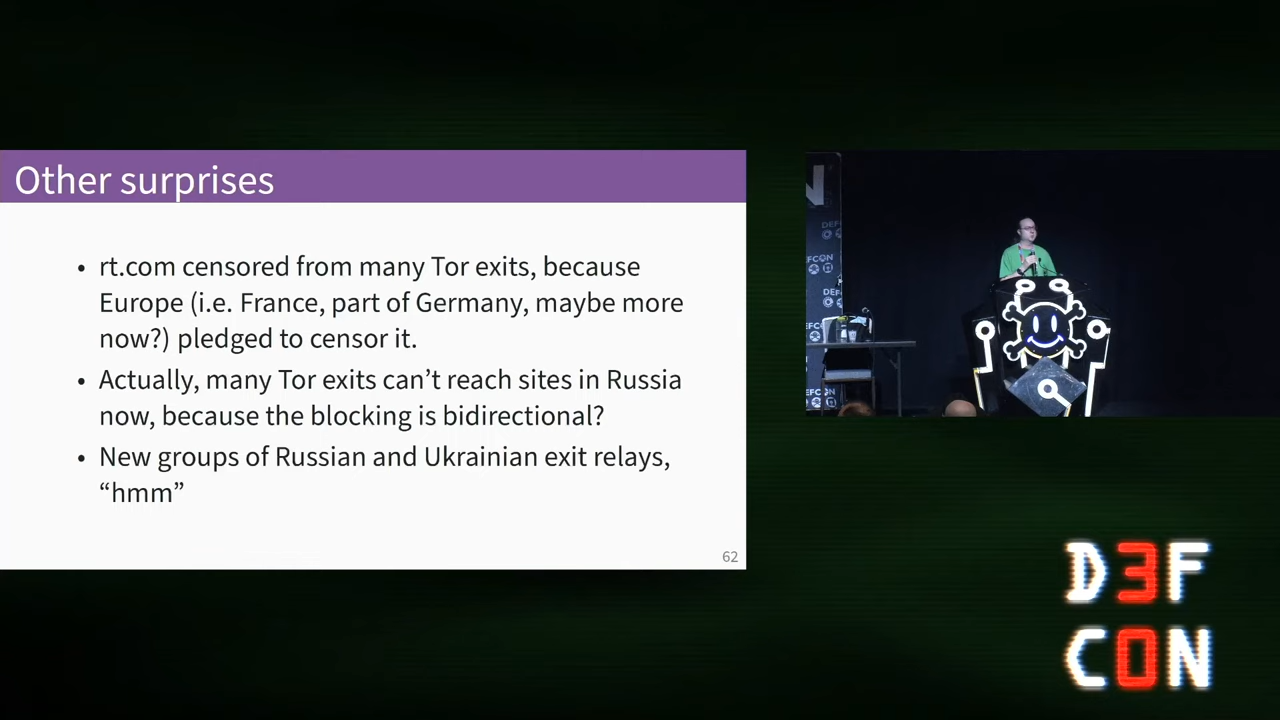 Other surprises
• rt.com censored from many Tor exits, because
Europe (i.e. France, part of Germany, maybe more
now?) pledged to censor it.
• Actually, many Tor exits can’t reach sites in Russia
now, because the blocking is bidirectional?
• New groups of Russian and Ukrainian exit relays,
“hmm”
62
N
DEFCON
D3F
C0N